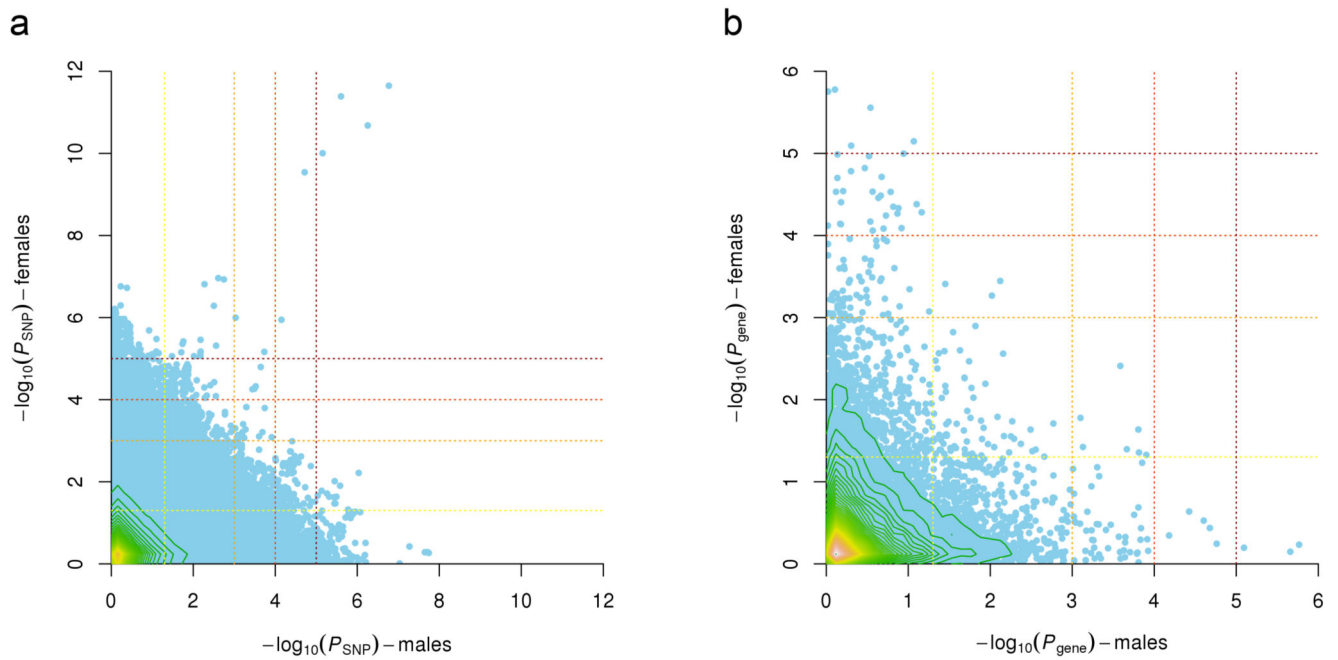 a
12
10
8
6
4
2
0
−log10(PSNP)−females
0 2 4 6 8 10 12
−log10(PSNP)−males
b
6
5
4
3
2
1
0
−log10(Pgene)−females
0 1 2 3 4 5 6
−log10(Pgene)−males